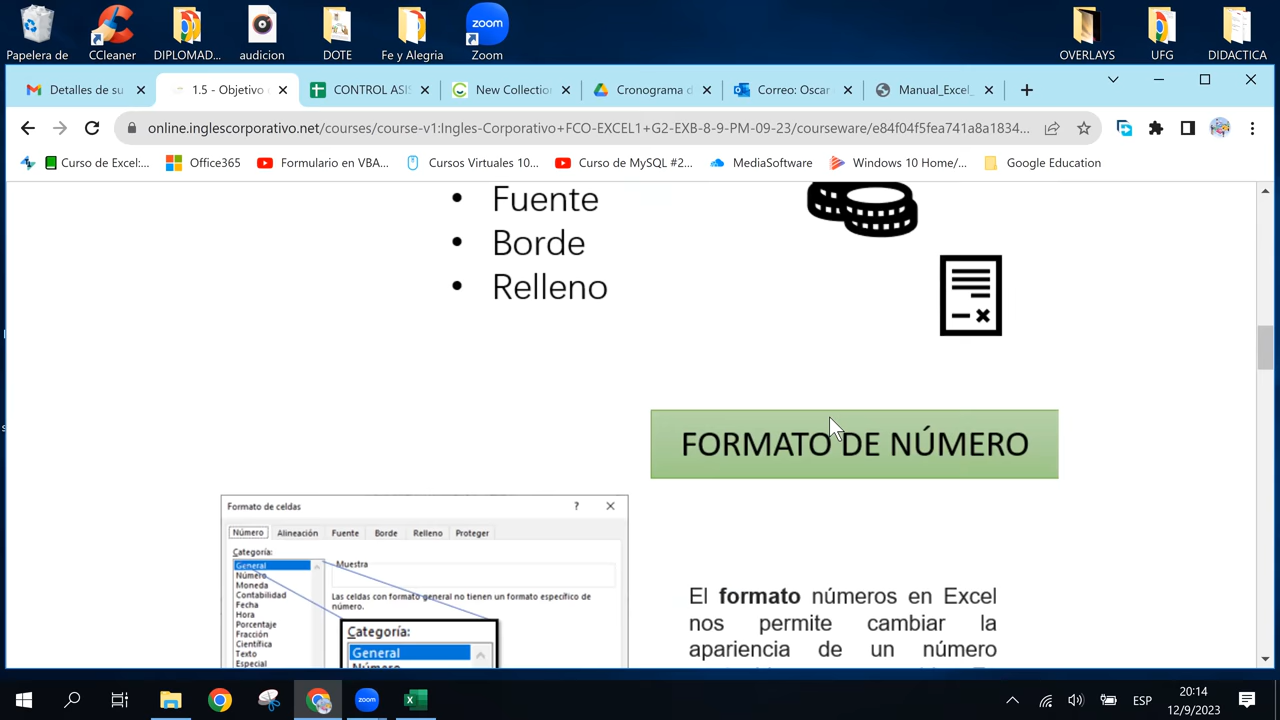 Papelera de
CCleaner
DIPLOMAD...
audicion
DOTE
Fe y Alegria
zoom
Zoom
OVERLAYS
UFG
DIDACTICA
Detalles de su
1.5 - Objetivo
CONTROL ASIS
New Collection
Cronograma d
Correo: Oscar
Manual_Excel_
online.inglescorporativo.net/courses/course-v1:Ingles-Corporativo+FCO-EXCEL1+G2-EXB-8-9-PM-09-23/courseware/e84f04f5fea741a8a1834...
Curso de Excel:...
Office365
Formulario en VBA...
Cursos Virtuales 10...
Curso de MySQL #2...
MediaSoftware
Windows 10 Home/...
Google Education
• Fuente
• Borde
• Relleno
FORMATO DE NÚMERO
Formato de celdas
Número Alineación Fuente Borde Relleno Proteger
Categoría:
General
Número
Moneda
Contabilidad
Fecha
Hora
Porcentaje
Fracción
Científica
Texto
Especial
Muestra
Las celdas con formato general no tienen un formato específico de
número.
Categoría:
General
El formato números en Excel
nos permite cambiar la
apariencia de un número
zoom
ESP
20:14
12/9/2023